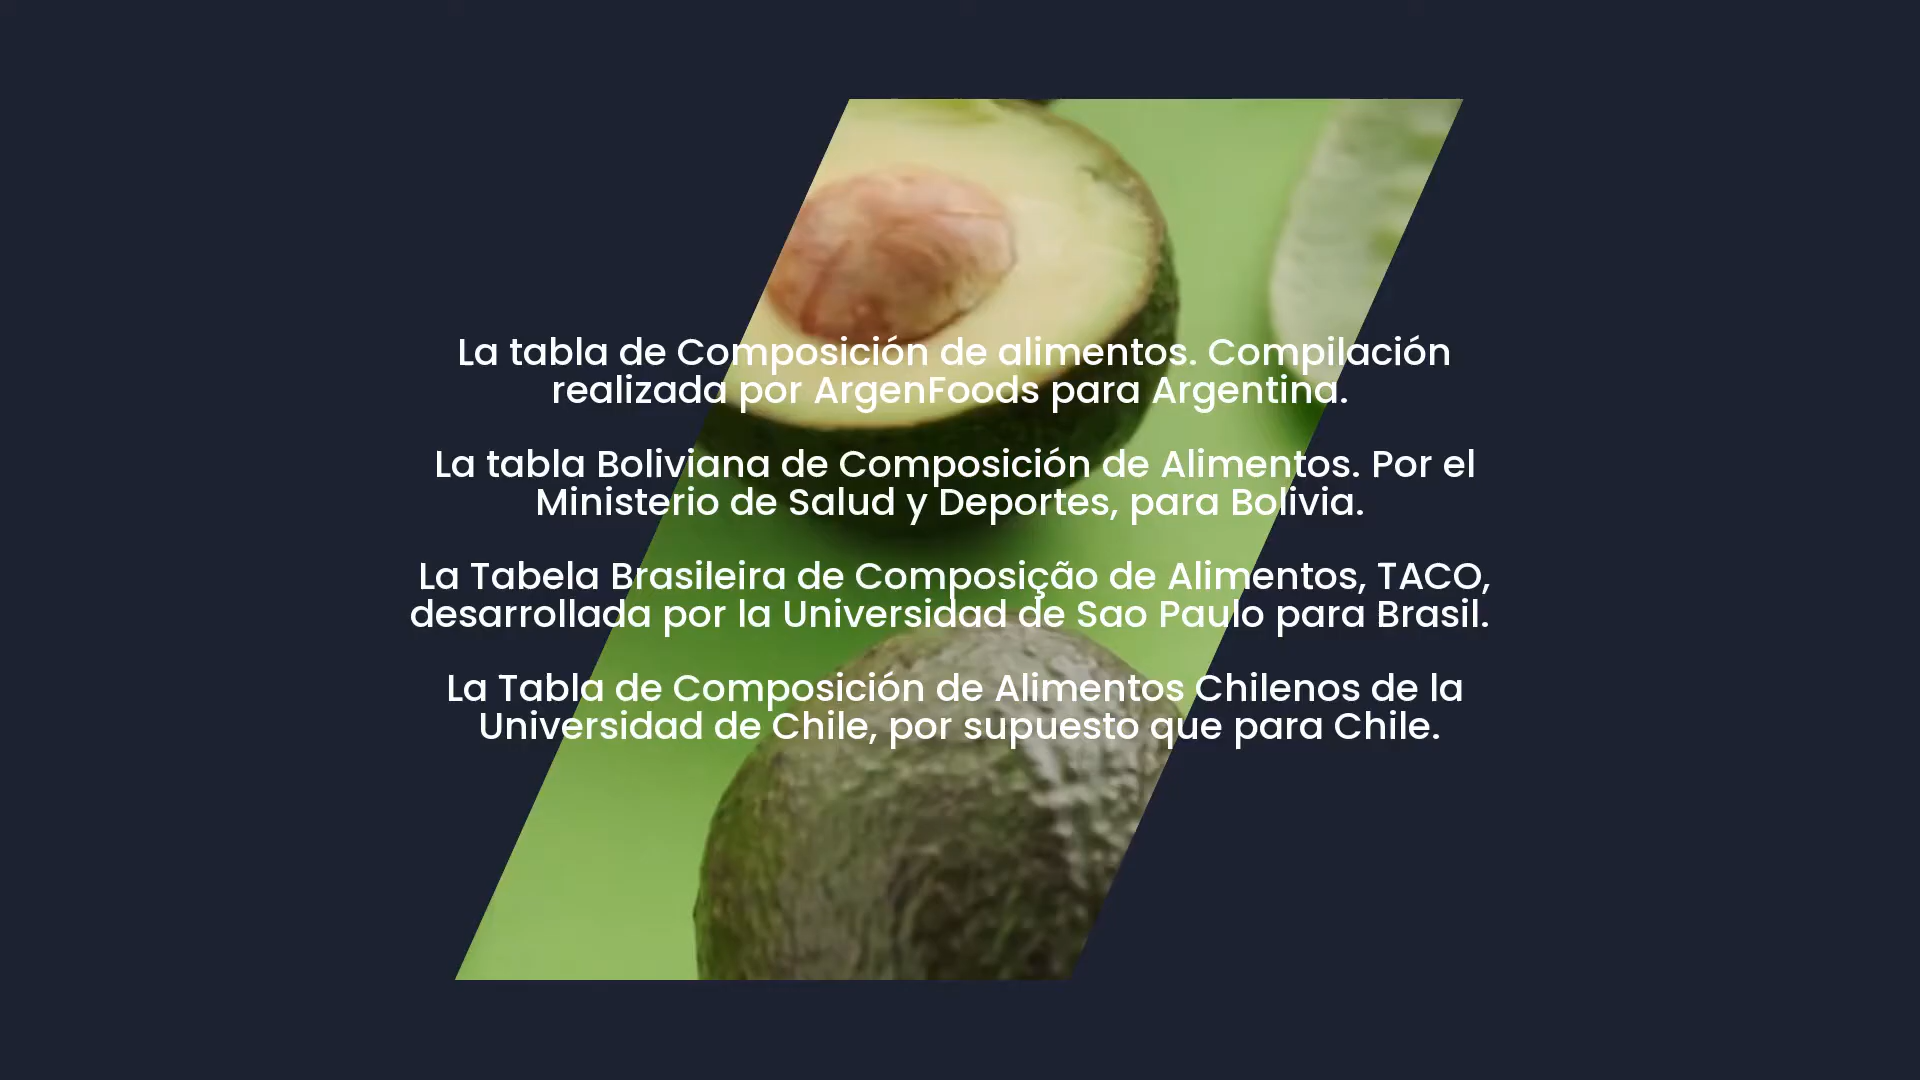 La tabla de Composición de alimentos. Compilación
realizada por ArgenFoods para Argentina.
La tabla Boliviana de Composición de Alimentos. Por el
Ministerio de Salud y Deportes, para Bolivia.
La Tabela Brasileira de Composição de Alimentos, TACO,
desarrollada por la Universidad de Sao Paulo para Brasil.
La Tabla de Composición de Alimentos Chilenos de la
Universidad de Chile, por supuesto que para Chile.